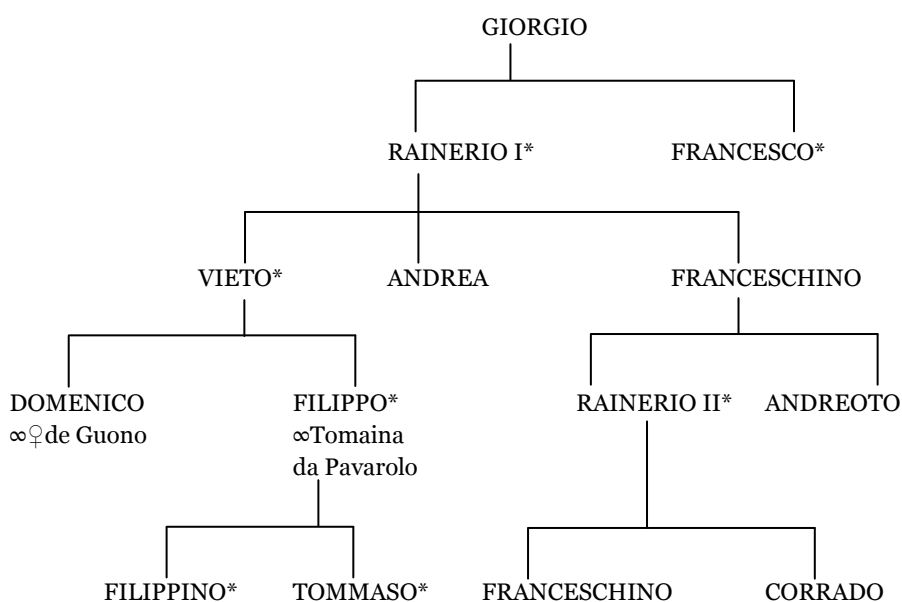 GIORGIO
RAINERIO I* FRANCESCO*
VIETO* ANDREA FRANCESCHINO
DOMENICO FILIPPO* RAINERIO II* ANDREOTO
∞♀de Guono ∞Tomaina
da Pavarolo
FILIPPINO* TOMMASO* FRANCESCHINO CORRADO